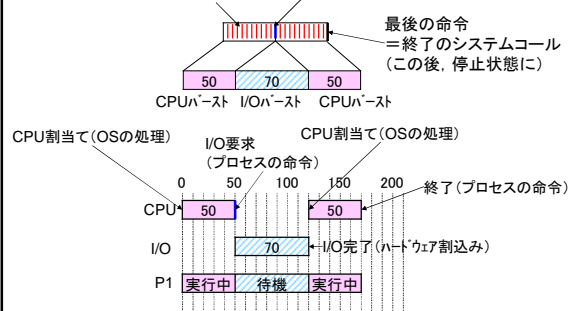 最後の命令
＝終了のシステムコール
(この後，停止状態に)
50 70 50
CPUバースト I/Oバースト CPUバースト
CPU割当て(OSの処理)
I/O要求
(プロセスの命令)
CPU割当て(OSの処理)
0 50 100 150 200
終了(プロセスの命令)
CPU 50 50
I/O 70 I/O完了(ハードウェア割込み)
P1 実行中 待機 実行中